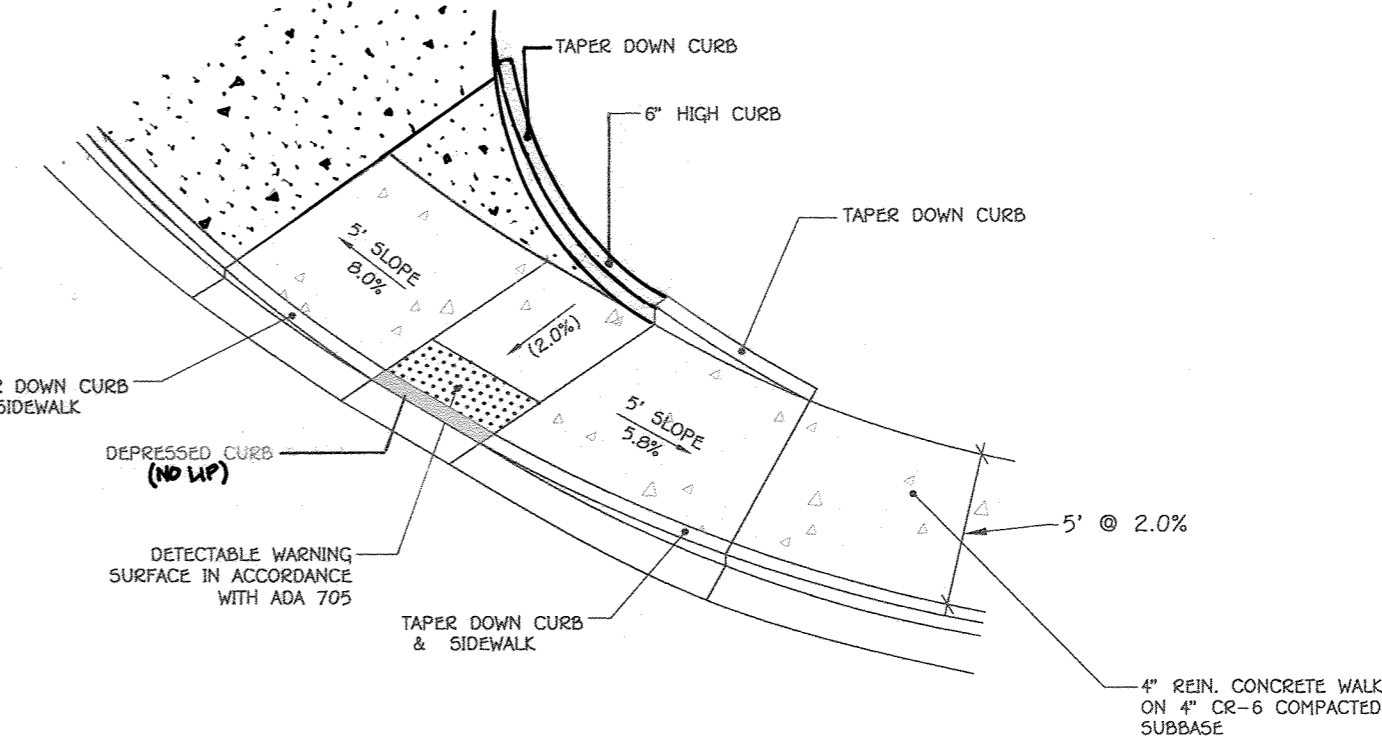 TAPER DOWN CURB
6" HIGH CURB
TAPER DOWN CURB
5' SLOPE
8.0%
(2.0%)
DOWN CURB
SIDEWALK
5' SLOPE
5.8%
DEPRESSED CURB
(NO LIP)
5' @ 2.0%
DETECTABLE WARNING
SURFACE IN ACCORDANCE
WITH ADA 705
TAPER DOWN CURB
& SIDEWALK
4" REIN. CONCRETE WALK
ON 4" CR-6 COMPACTED
SUBBASE